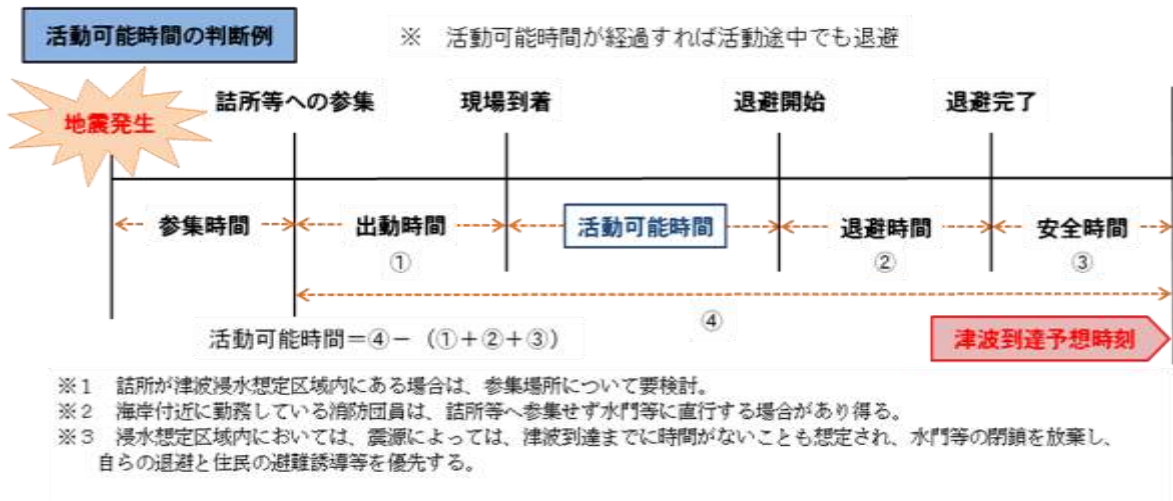 活動可能時間の判断例
※　活動可能時間が経過すれば活動途中でも退避
地震発生
詰所等への参集
現場到着
退避開始
退避完了
参集時間
出動時間
活動可能時間
退避時間
安全時間
①
②
③
④
活動可能時間＝④－（①＋②＋③）
津波到達予想時刻
※１　詰所が津波浸水想定区域内にある場合は、参集場所について要検討。
※２　海岸付近に勤務している消防団員は、詰所等へ参集せず水門等に直行する場合があり得る。
※３　浸水想定区域内においては、震源によっては、津波到達までに時間がないことも想定され、水門等の閉鎖を放棄し、
自らの退避と住民の避難誘導等を優先する。